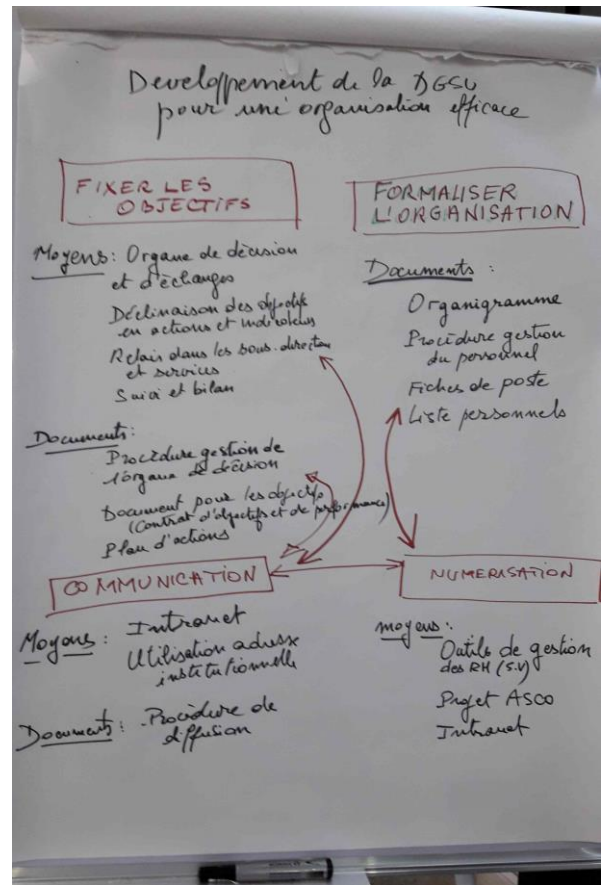 Developpement de la DGSU
pour une organisation efficace
FIXER LES
OBJECTIFS
Moyens : Organe de décision
et d'échanges
Déclinaison des objectifs
en actions et indicateurs
Relais dans les sous-direction
et services
Suivi et bilan
Documents :
Procédure gestion de
l'organe de décision
Document pour les objectifs
(Contrat d'objectifs et de performance)
Plan d'actions
FORMALISER
L'ORGANISATION
Documents :
Organigramme
Procédure gestion
du personnel
Fiches de poste
Liste personnels
COMMUNICATION
Moyens : Intranet
Utilisation adresse
institutionnelle
Documents : Procédure de
diffusion
NUMERISATION
moyens :
Outils de gestion
des RH (S.V)
Projet ASCO
Intranet